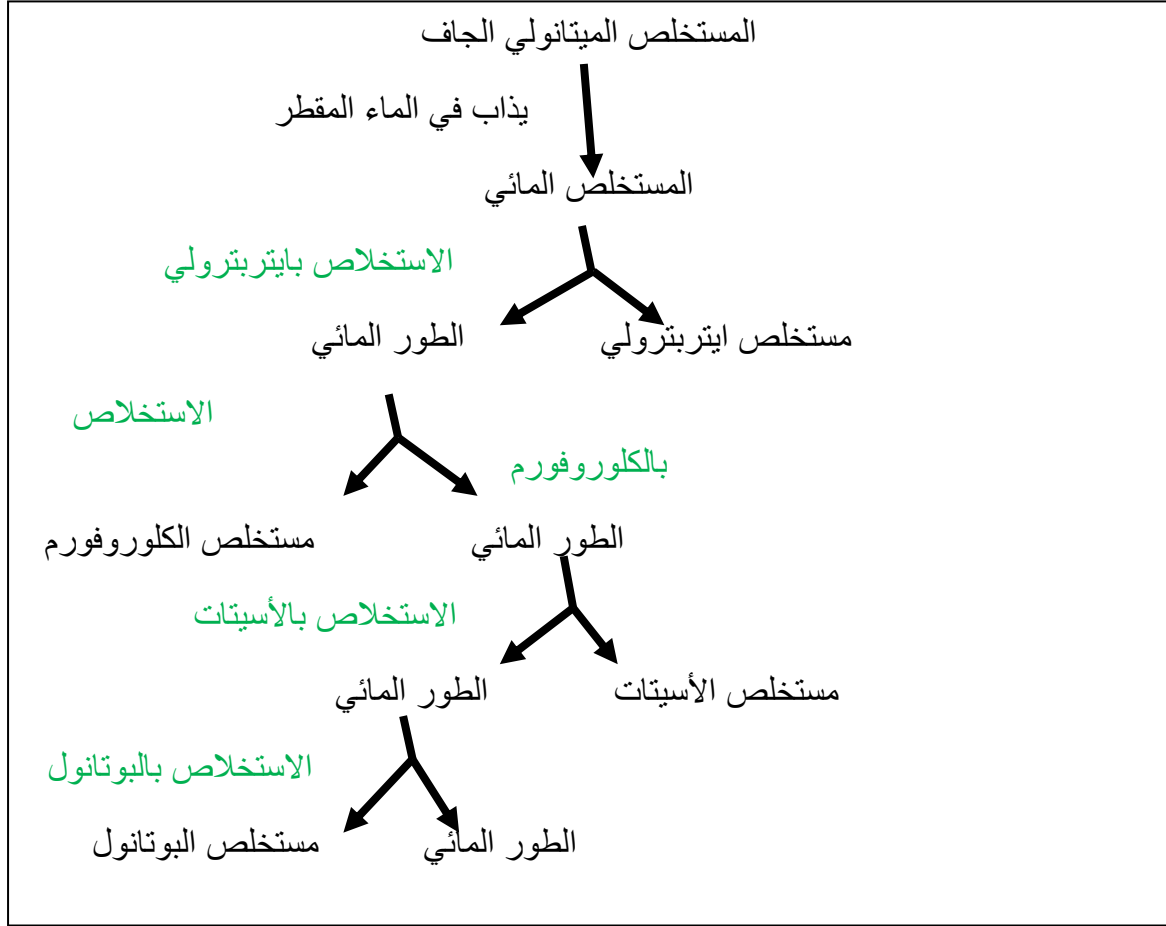 المستخلص الميتانولي الجاف
يذاب في الماء المقطر
المستخلص المائي
الاستخلاص بايتربترولي
مستخلص ايتربترولي
الطور المائي
الاستخلاص
بالكلوروفورم
الطور المائي
مستخلص الكلوروفورم
الاستخلاص بالأسيتات
مستخلص الأسيتات
الطور المائي
الاستخلاص بالبوتانول
الطور المائي
مستخلص البوتانول